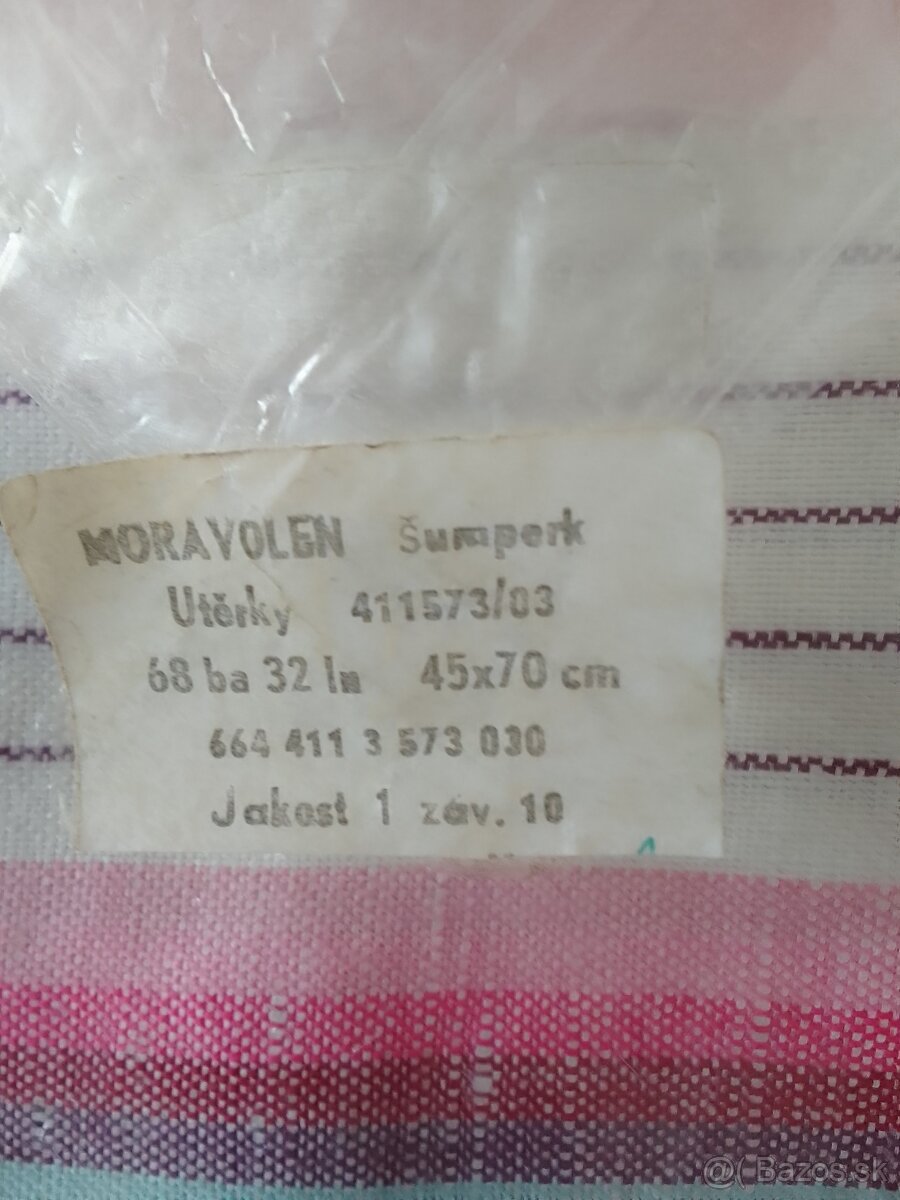 MORAVOLEN Šumperk
Utěrky 411573/03
68 ba 32 ln 45x70 cm
664 411 3 573 030
Jakost 1 záv. 10
@( Bazos.sk